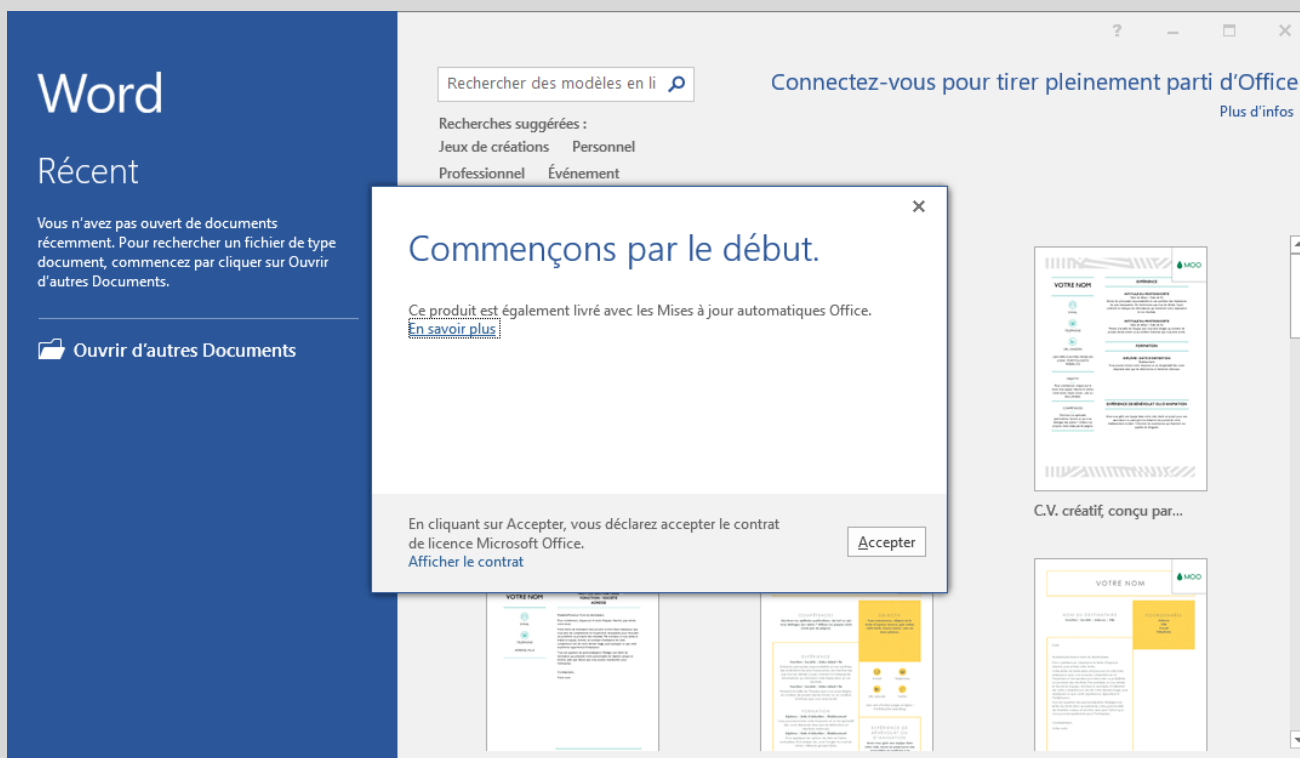 Word
Récent
Vous n'avez pas ouvert de documents
récemment. Pour rechercher un fichier de type
document, commencez par cliquer sur Ouvrir
d'autres Documents.
Ouvrir d'autres Documents
?
Rechercher des modèles en li
Connectez-vous pour tirer pleinement parti d'Office
Plus d'infos
Recherches suggérées :
Jeux de créations Personnel
Professionnel Événement
Commençons par le début.
Ce produit est également livré avec les Mises à jour automatiques Office.
En savoir plus
En cliquant sur Accepter, vous déclarez accepter le contrat
de licence Microsoft Office.
Afficher le contrat
Accepter
MOO
VOTRE NOM
EXPÉRIENCE
FORMATION
C.V. créatif, conçu par...
VOTRE NOM
EXPÉRIENCE
FORMATION
MOO
VOTRE NOM